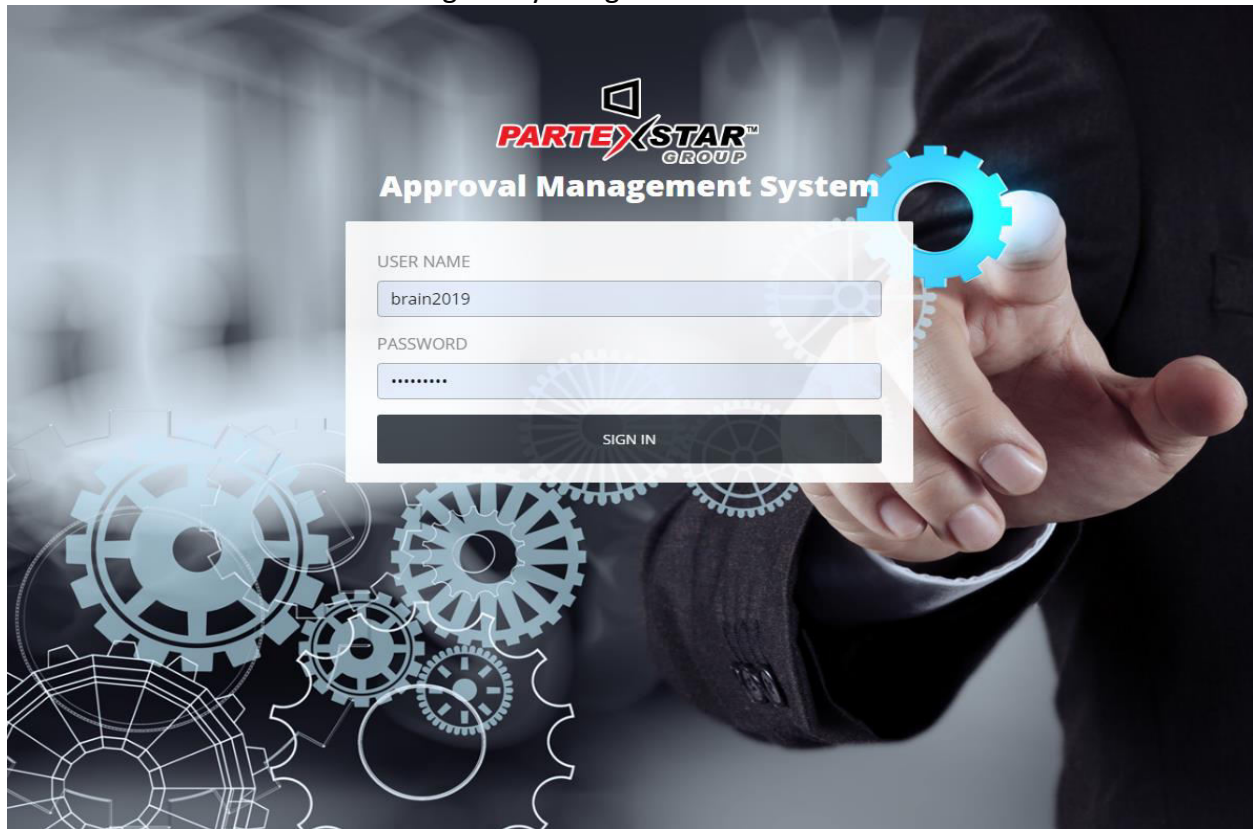 PARTEXSTAR™
GROUP
Approval Management System
USER NAME
brain2019
PASSWORD
•••••••••
SIGN IN